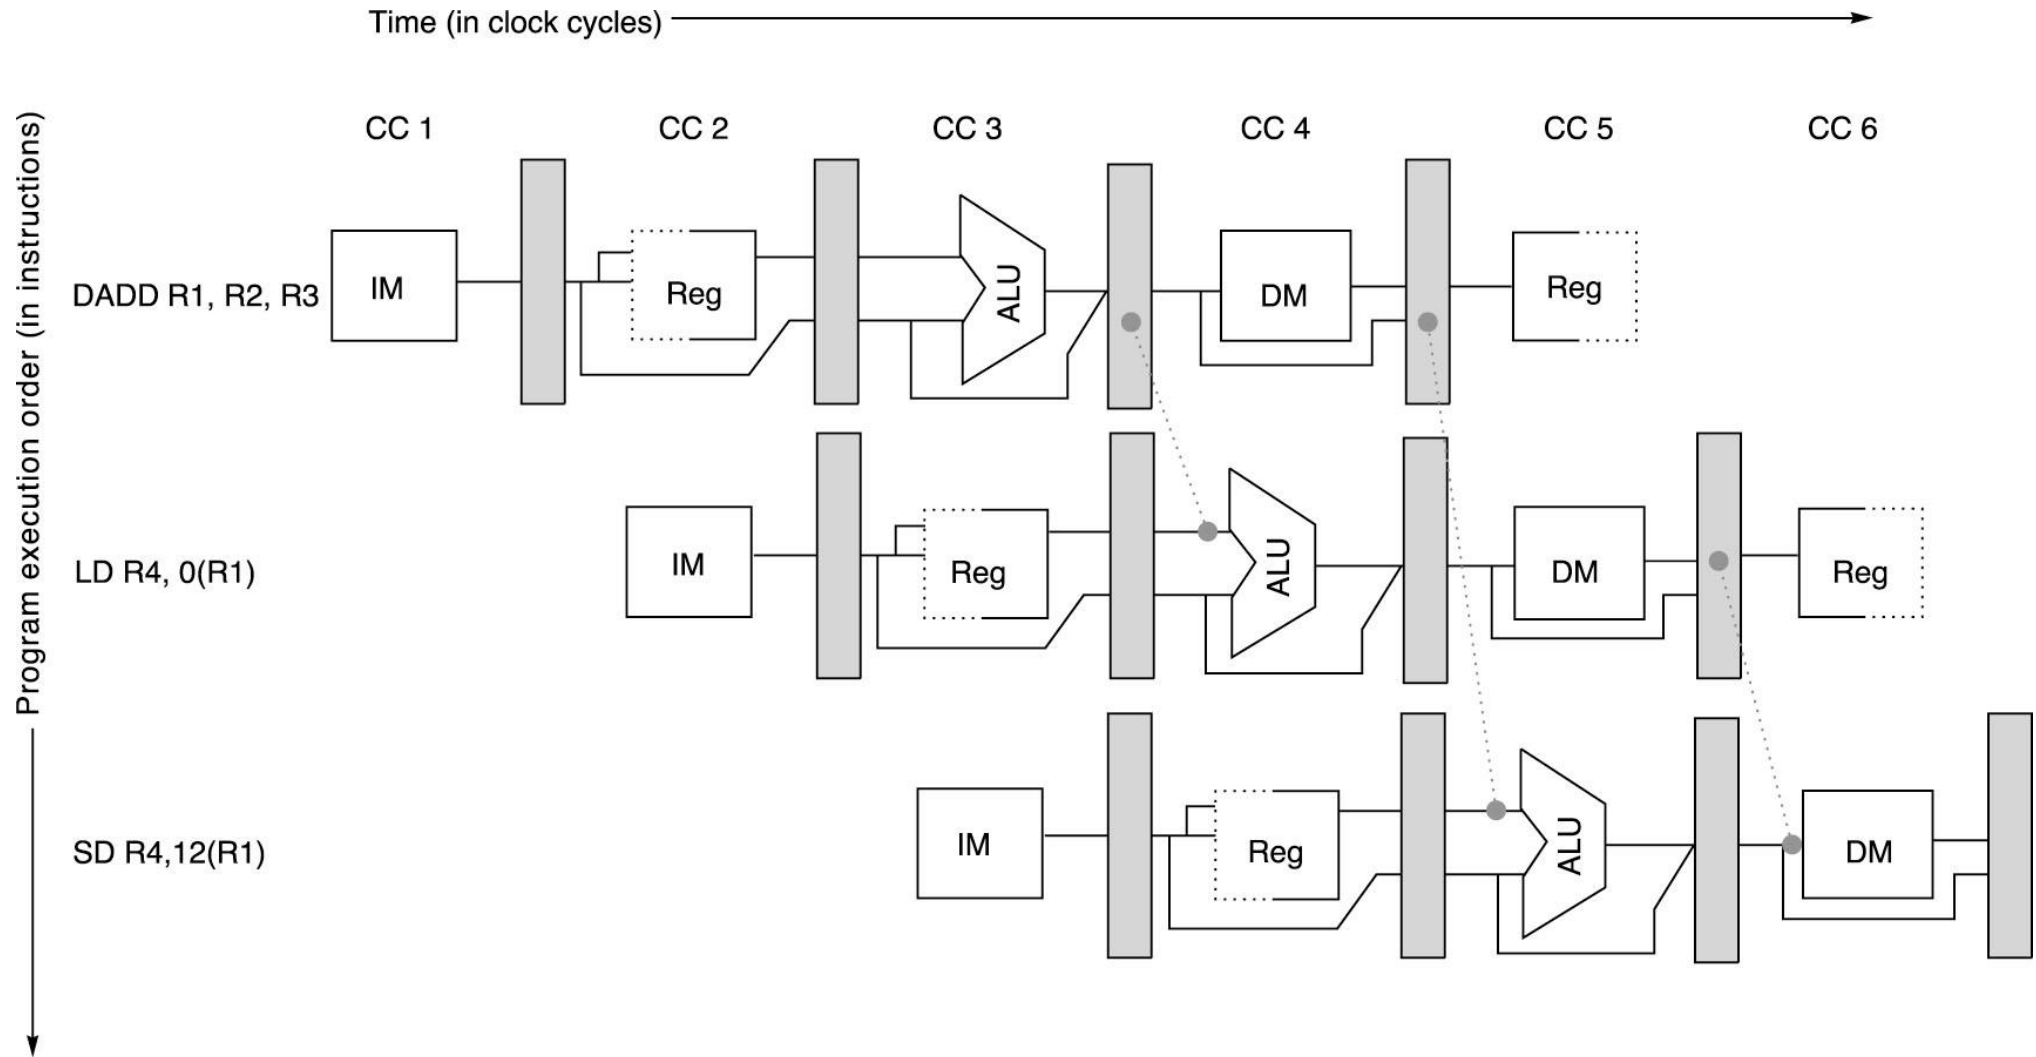 Time (in clock cycles)
CC 1 CC 2 CC 3 CC 4 CC 5 CC 6
Program execution order (in instructions)
DADD R1, R2, R3 IM Reg ALU DM Reg
LD R4, 0(R1) IM Reg ALU DM Reg
SD R4,12(R1) IM Reg ALU DM